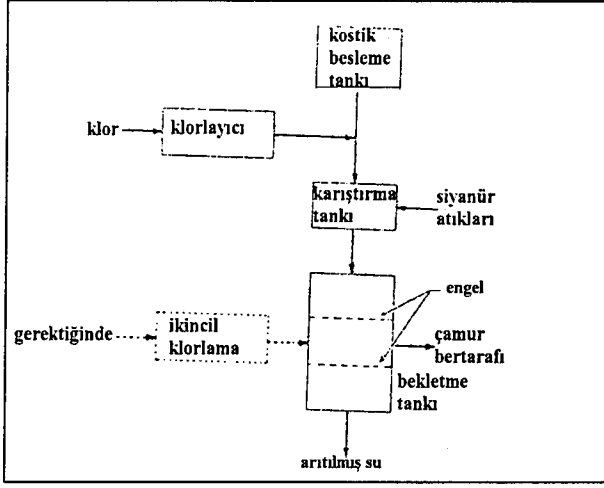 kostik
besleme
tankı
klor
klorlayıcı
karıştırma
tankı
siyanür
atıkları
engel
gerektiğinde
ikincil
klorlama
çamur
bertarafı
bekletme
tankı
arıtılmış su